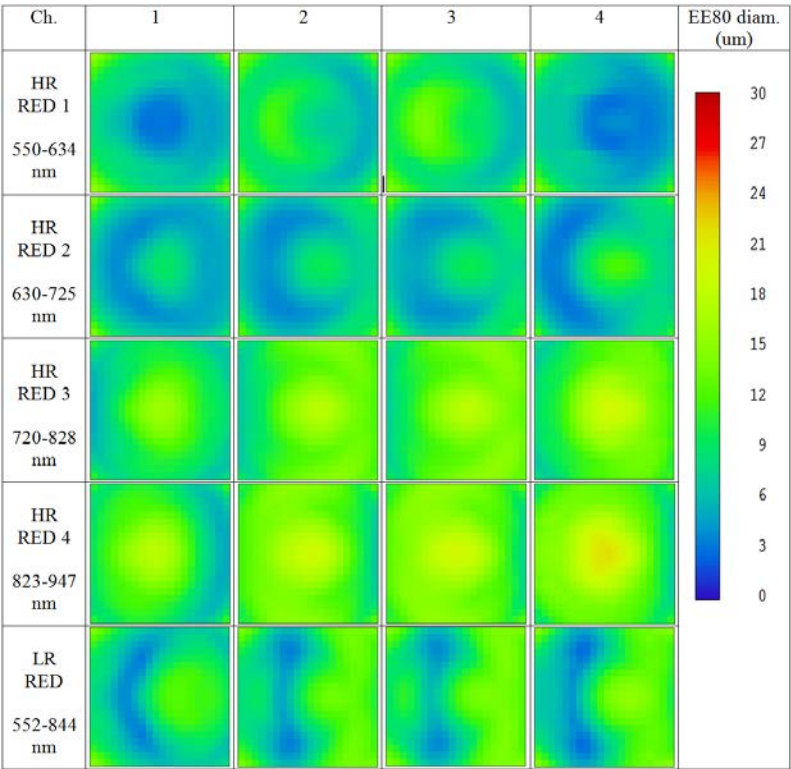 Ch. 1 2 3 4 EE80 diam.
(um)
HR
RED 1
550-634
nm
HR
RED 2
630-725
nm
HR
RED 3
720-828
nm
HR
RED 4
823-947
nm
LR
RED
552-844
nm
30
27
24
21
18
15
12
9
6
3
0